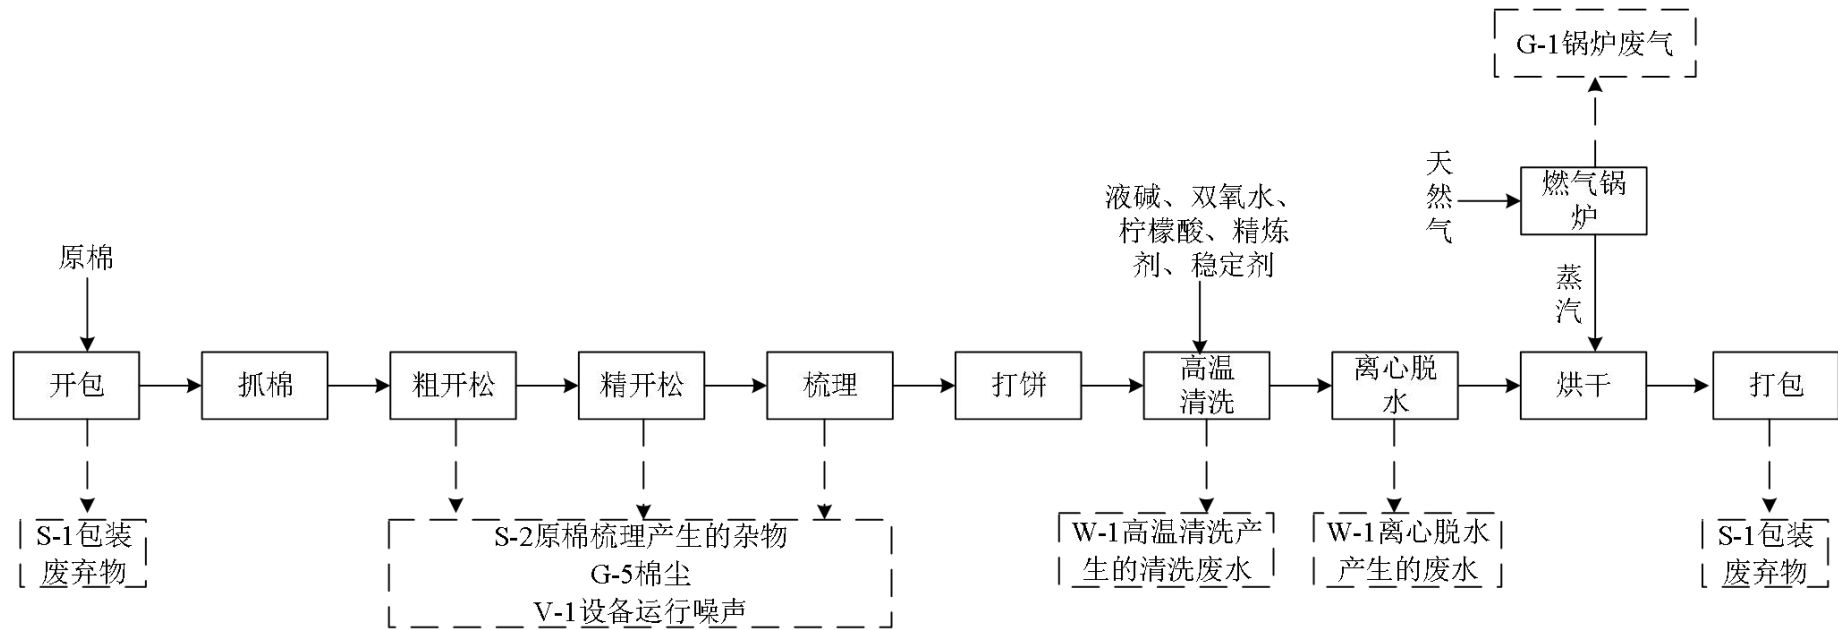 G-1锅炉废气
天
然
气
燃气锅
炉
液碱、双氧水、
柠檬酸、精炼
剂、稳定剂
原棉
蒸
汽
开包
抓棉
粗开松
精开松
梳理
打饼
高温
清洗
离心脱
水
烘干
打包
S-1包装
废弃物
S-2原棉梳理产生的杂物
G-5棉尘
V-1设备运行噪声
W-1高温清洗产
生的清洗废水
W-1离心脱水
产生的废水
S-1包装
废弃物